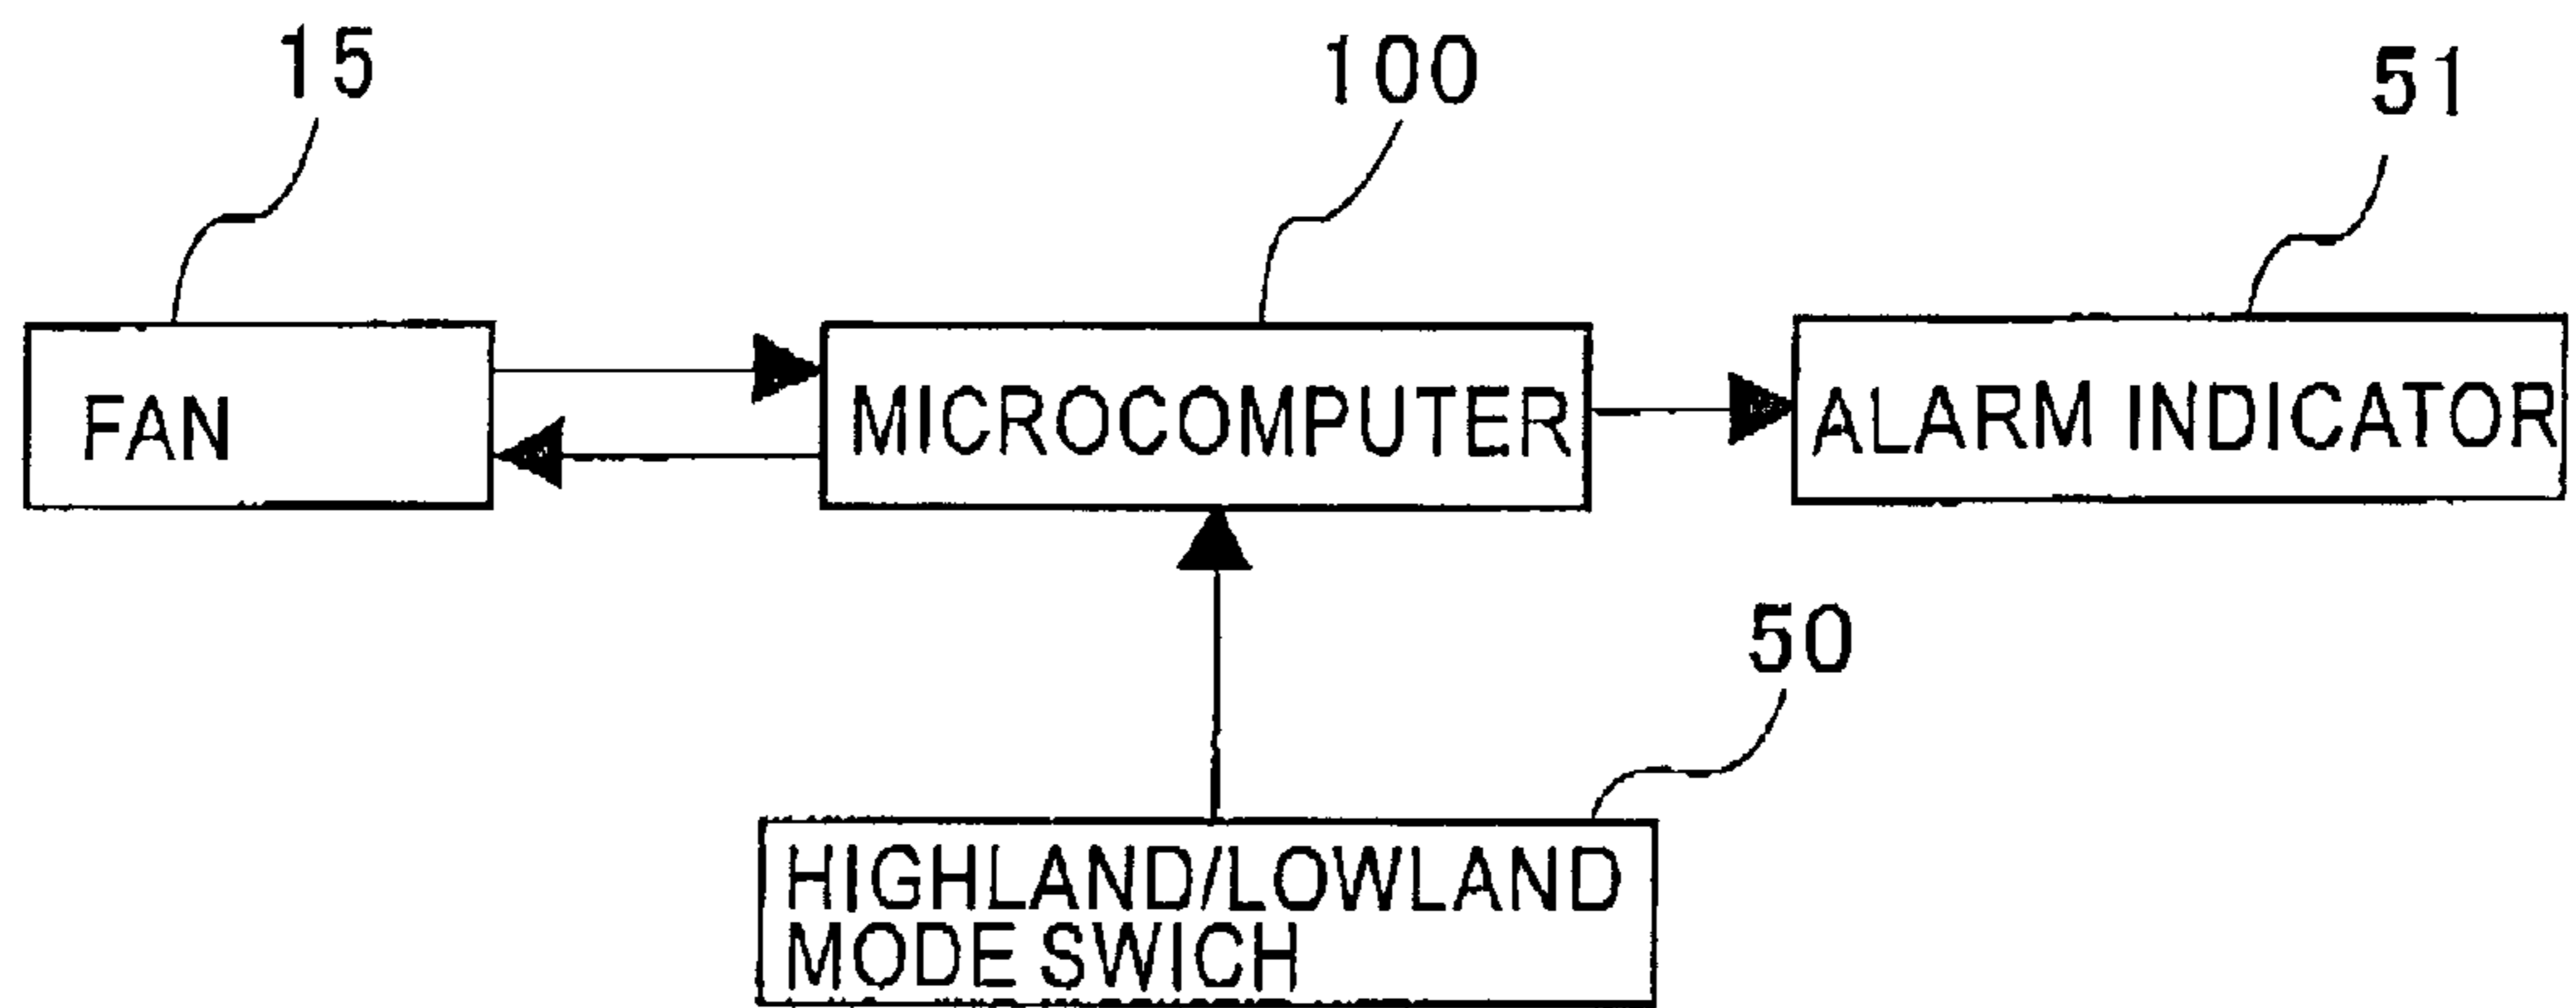 15
100
51
FAN
MICROCOMPUTER
ALARM INDICATOR
50
HIGHLAND/LOWLAND
MODE SWICH